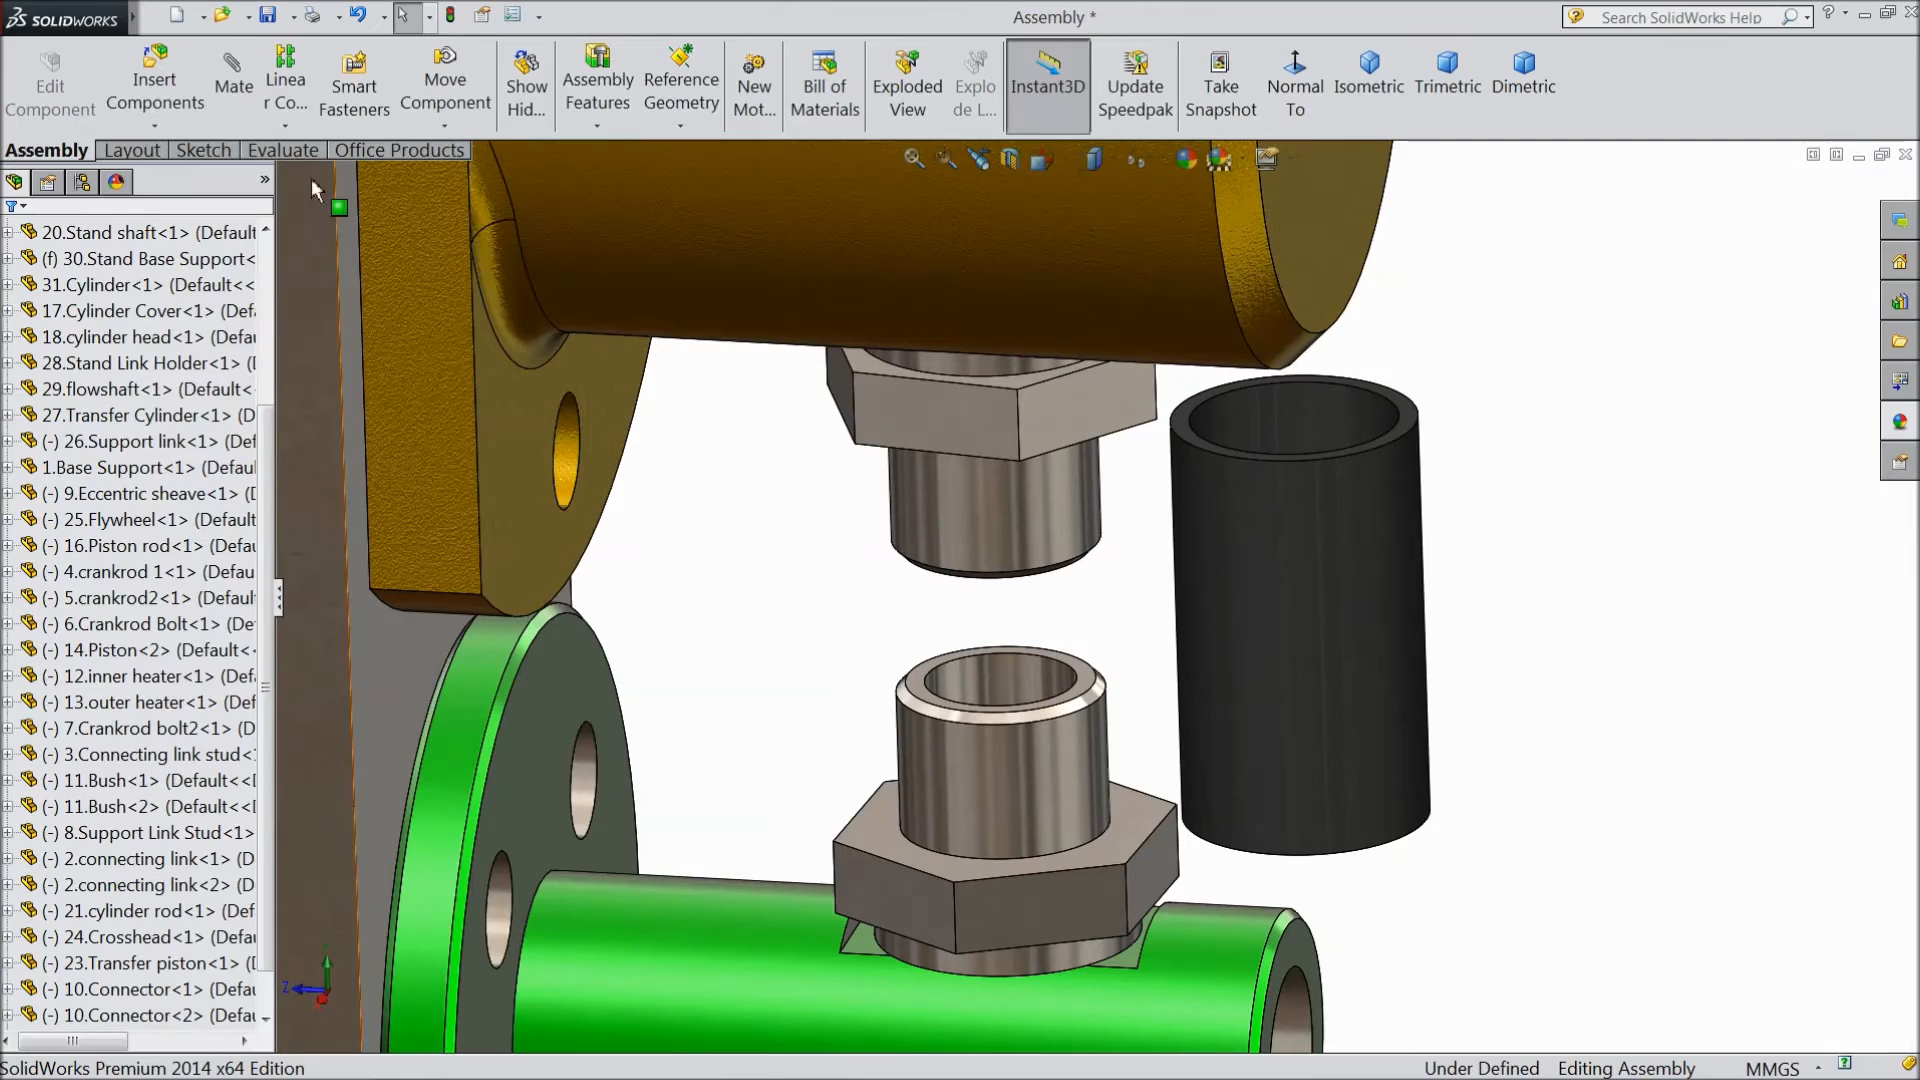 SOLIDWORKS
Assembly *
Search SolidWorks Help
Edit Component
Insert Components
Mate
Linea r Co...
Smart Fasteners
Move Component
Show Hid...
Assembly Features
Reference Geometry
New Mot...
Bill of Materials
Exploded View
Explo de L...
Instant3D
Update Speedpak
Take Snapshot
Normal To
Isometric
Trimetric
Dimetric
Assembly
Layout
Sketch
Evaluate
Office Products
20.Stand shaft<1> (Default
(f) 30.Stand Base Support<
31.Cylinder<1> (Default<<
17.Cylinder Cover<1> (Def
18.cylinder head<1> (Defa
28.Stand Link Holder<1> (D
29.flowshaft<1> (Default<
27.Transfer Cylinder<1> (D
(-) 26.Support link<1> (Def
1.Base Support<1> (Defau
(-) 9.Eccentric sheave<1> (D
(-) 25.Flywheel<1> (Default
(-) 16.Piston rod<1> (Defau
(-) 4.crankrod 1<1> (Defau
(-) 5.crankrod2<1> (Default
(-) 6.Crankrod Bolt<1> (De
(-) 14.Piston<2> (Default<
(-) 12.inner heater<1> (Def
(-) 13.outer heater<1> (Def
(-) 7.Crankrod bolt2<1> (D
(-) 3.Connecting link stud<
(-) 11.Bush<1> (Default<<D
(-) 11.Bush<2> (Default<<D
(-) 8.Support Link Stud<1>
(-) 2.connecting link<1> (D
(-) 2.connecting link<2> (D
(-) 21.cylinder rod<1> (Def
(-) 24.Crosshead<1> (Defau
(-) 23.Transfer piston<1> (D
(-) 10.Connector<1> (Defau
(-) 10.Connector<2> (Defau
Z
SolidWorks Premium 2014 x64 Edition
Under Defined
Editing Assembly
MMGS